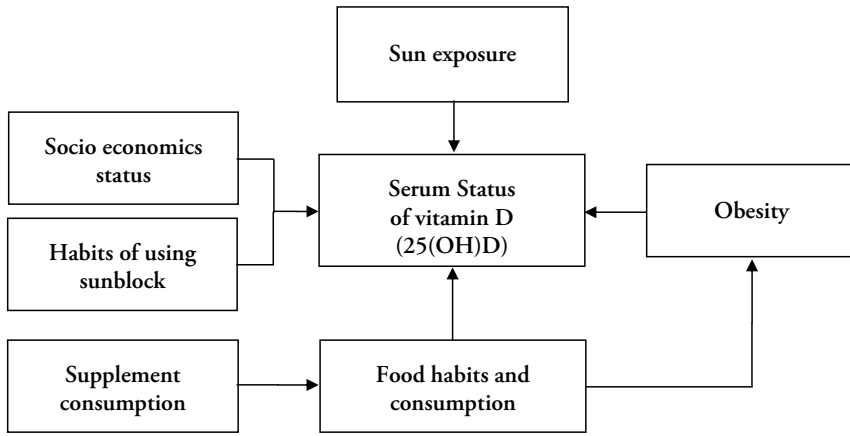 Sun exposure
Socio economics
status
Serum Status
of vitamin D
(25(OH)D)
Obesity
Habits of using
sunblock
Supplement
consumption
Food habits and
consumption